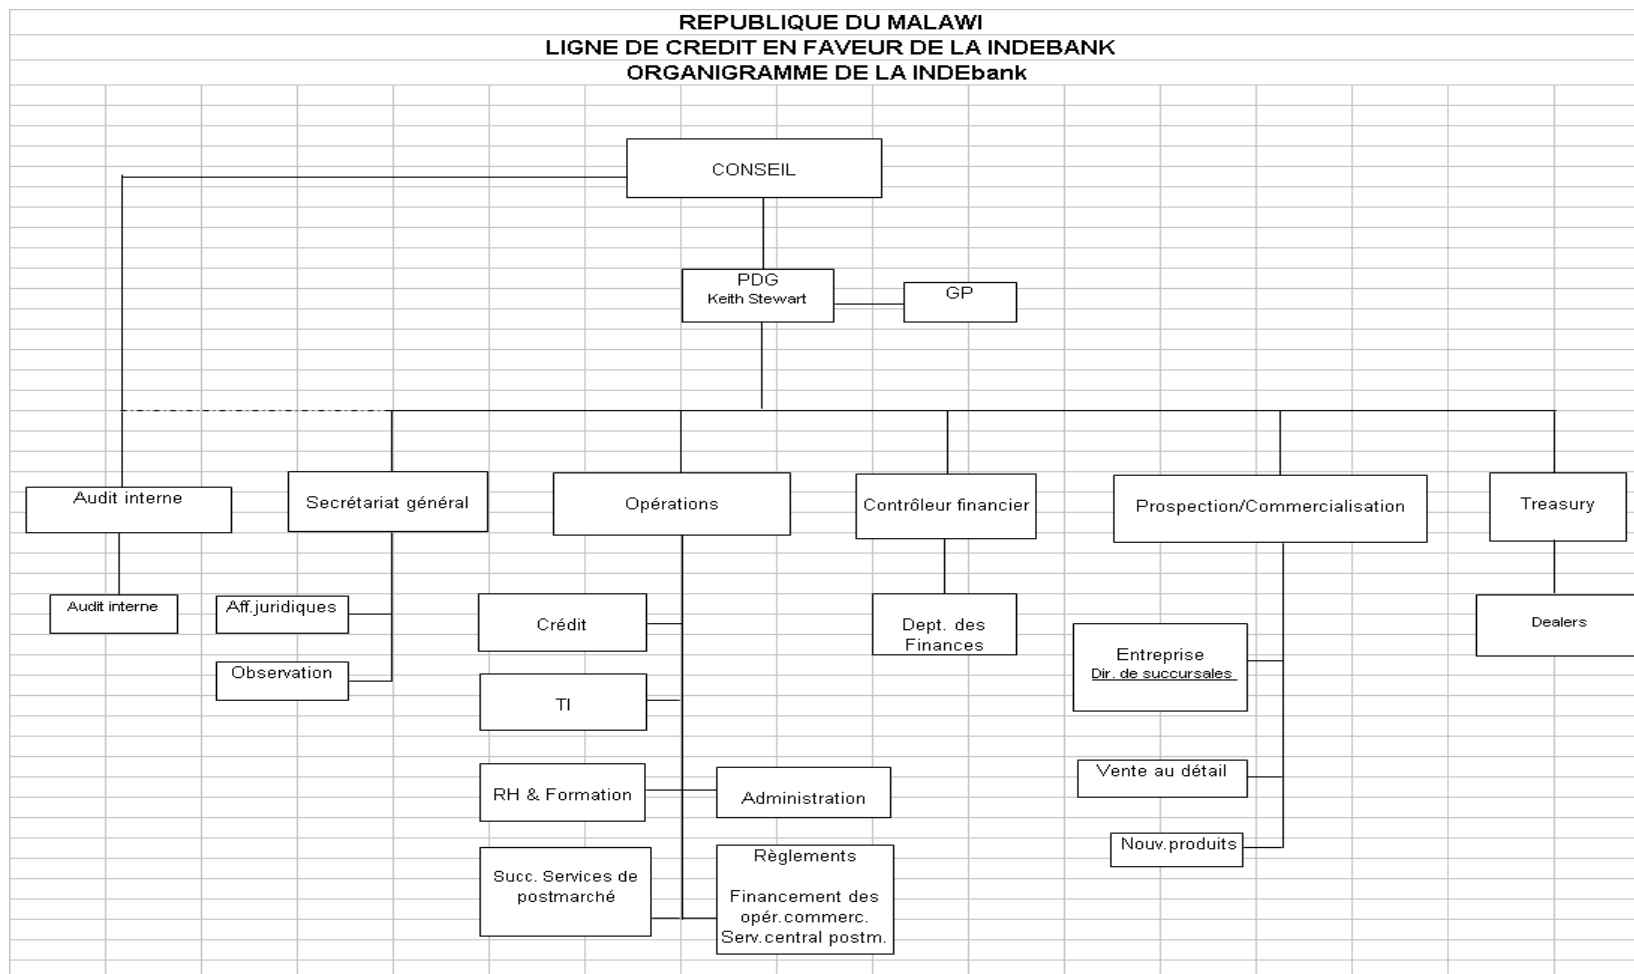 REPUBLIQUE DU MALAWI
LIGNE DE CREDIT EN FAVEUR DE LA INDEBANK
ORGANIGRAMME DE LA INDEbank
CONSEIL
PDG
Keith Stewart
GP
Audit interne
Secrétariat général
Opérations
Contrôleur financier
Prospection/Commercialisation
Treasury
Audit interne
Aff.juridiques
Observation
Crédit
TI
RH & Formation
Administration
Succ. Services de
postmarché
Règlements
Financement des
opér.commerc.
Serv.central postm.
Dept. des
Finances
Entreprise
Dir. de succursales
Vente au détail
Nouv.produits
Dealers